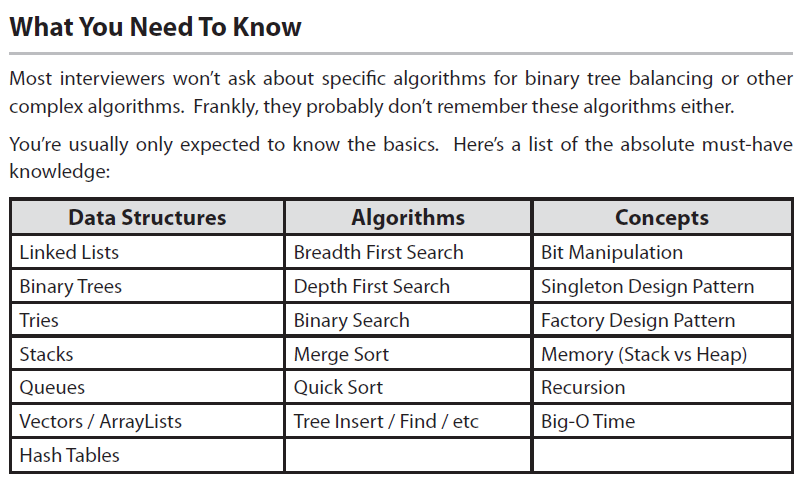 What You Need To Know
Most interviewers won't ask about specific algorithms for binary tree balancing or other
complex algorithms.  Frankly, they probably don't remember these algorithms either.
You're usually only expected to know the basics.  Here's a list of the absolute must-have
knowledge:
Data Structures Algorithms Concepts
Linked Lists Breadth First Search Bit Manipulation
Binary Trees Depth First Search Singleton Design Pattern
Tries Binary Search Factory Design Pattern
Stacks Merge Sort Memory (Stack vs Heap)
Queues Quick Sort Recursion
Vectors / ArrayLists Tree Insert / Find / etc Big-O Time
Hash Tables